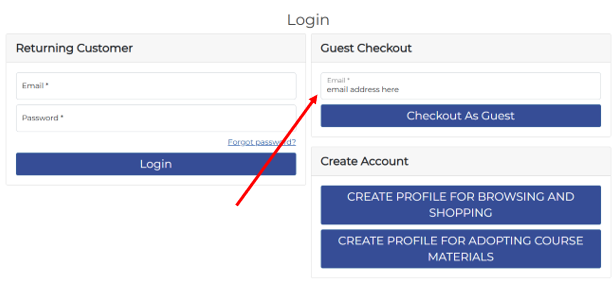 Login
Returning Customer
Email *
Password *
Forgot password?
Login
Guest Checkout
Email *
email address here
Checkout As Guest
Create Account
CREATE PROFILE FOR BROWSING AND
SHOPPING
CREATE PROFILE FOR ADOPTING COURSE
MATERIALS